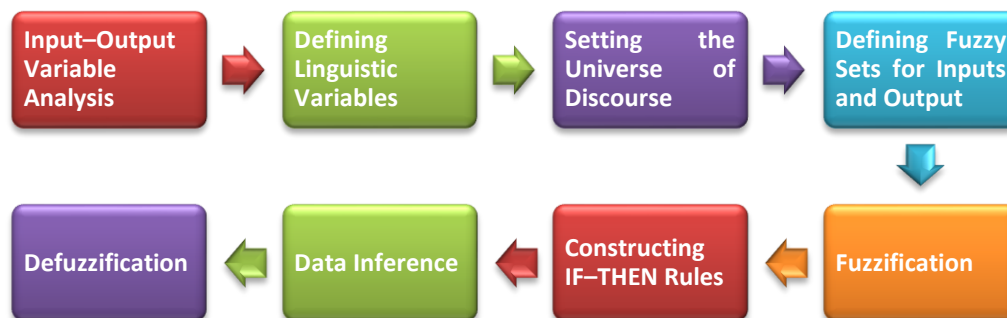 Input–Output
Variable
Analysis
Defining
Linguistic
Variables
Setting the
Universe of
Discourse
Defining Fuzzy
Sets for Inputs
and Output
Fuzzification
Constructing
IF–THEN Rules
Data Inference
Defuzzification